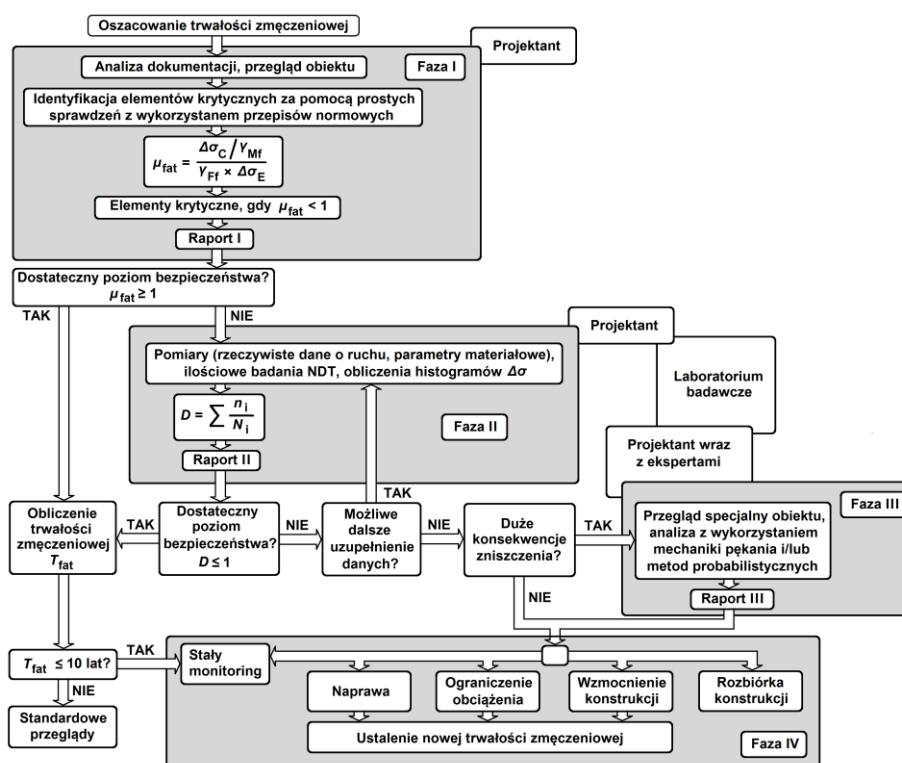 Oszacowanie trwałości zmęczeniowej
Projektant
Faza I
Analiza dokumentacji, przegląd obiektu
Identyfikacja elementów krytycznych za pomocą prostych
sprawdzeń z wykorzystaniem przepisów normowych
μfat = ΔσC / γMf
γFf × ΔσE
Elementy krytyczne, gdy μfat < 1
Raport I
Dostateczny poziom bezpieczeństwa?
μfat ≥ 1
TAK
NIE
Projektant
Pomiary (rzeczywiste dane o ruchu, parametry materiałowe),
ilościowe badania NDT, obliczenia histogramów Δσ
Laboratorium
badawcze
D = ∑ ni
Ni
Faza II
Raport II
Projektant wraz
z ekspertami
TAK
Obliczenie
trwałości
zmęczeniowej
Tfat
TAK
Dostateczny
poziom
bezpieczeństwa?
D ≤ 1
NIE
Możliwe
dalsze
uzupełnienie
danych?
NIE
Duże
konsekwencje
zniszczenia?
TAK
Faza III
Przegląd specjalny obiektu,
analiza z wykorzystaniem
mechaniki pękania i/lub
metod probabilistycznych
NIE
Raport III
Tfat ≤ 10 lat?
TAK
NIE
Standardowe
przeglądy
Stały
monitoring
Naprawa
Ograniczenie
obciążenia
Wzmocnienie
konstrukcji
Rozbiórka
konstrukcji
Ustalenie nowej trwałości zmęczeniowej
Faza IV